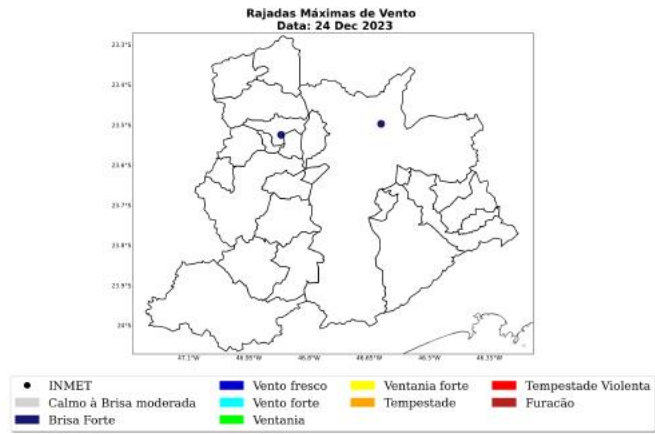 Rajadas Máximas de Vento
Data: 24 Dec 2023
23.3°S
23.4°S
23.5°S
23.6°S
23.7°S
23.8°S
23.9°S
24°S
47.1°W 46.95°W 46.8°W 46.65°W 46.5°W 46.35°W
INMET Vento fresco Ventania forte Tempestade Violenta
Calmo à Brisa moderada Vento forte Tempestade Furacão
Brisa Forte Ventania